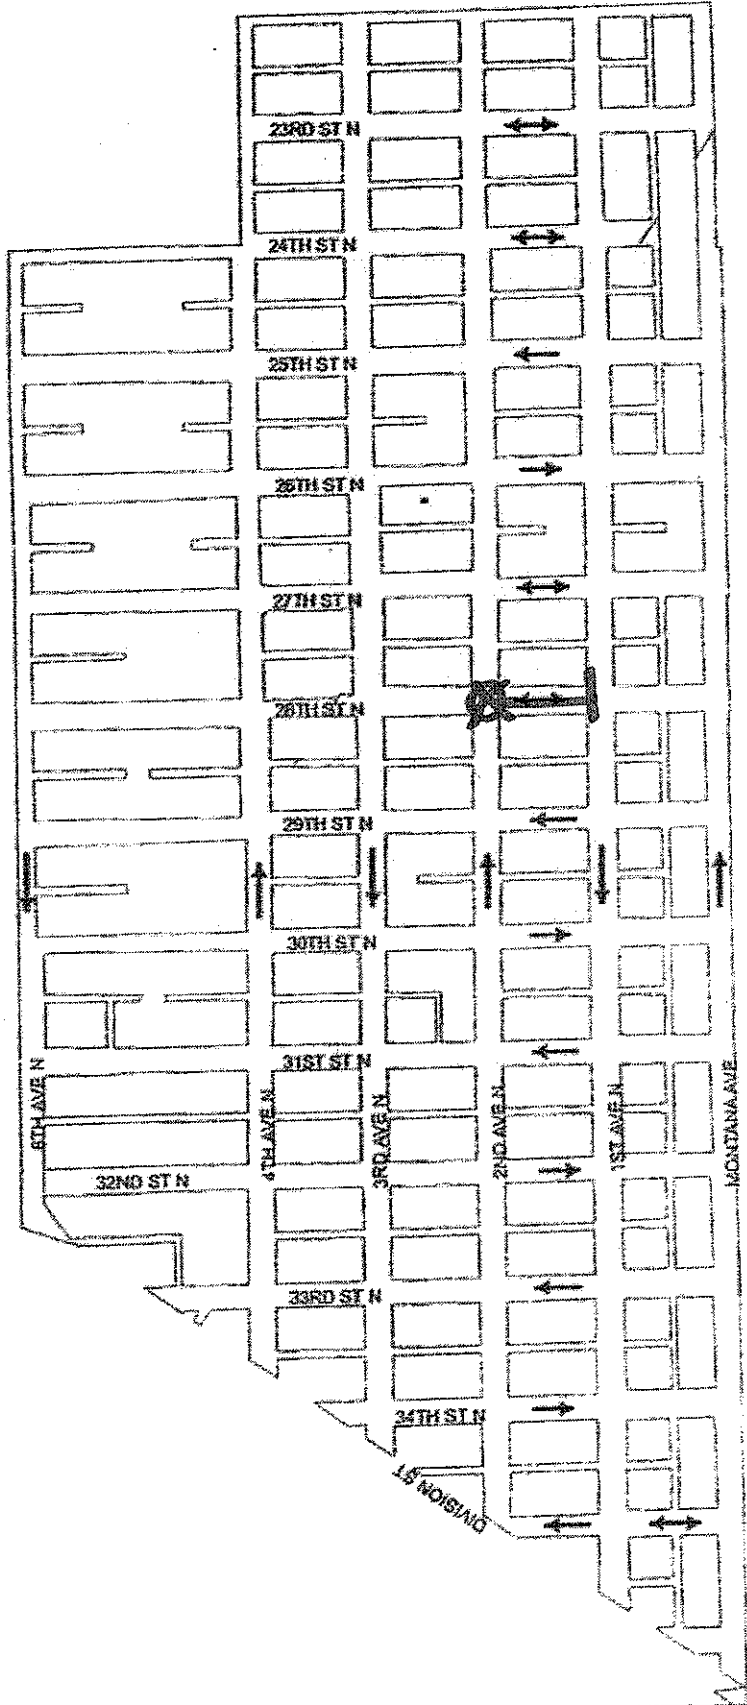 23RD ST N
24TH ST N
25TH ST N
26TH ST N
27TH ST N
28TH ST N
29TH ST N
30TH ST N
31ST ST N
6TH AVE N
4TH AVE N
3RD AVE N
2ND AVE N
1ST AVE N
MONTANA AVE
32ND ST N
33RD ST N
34TH ST N
DIVISION ST